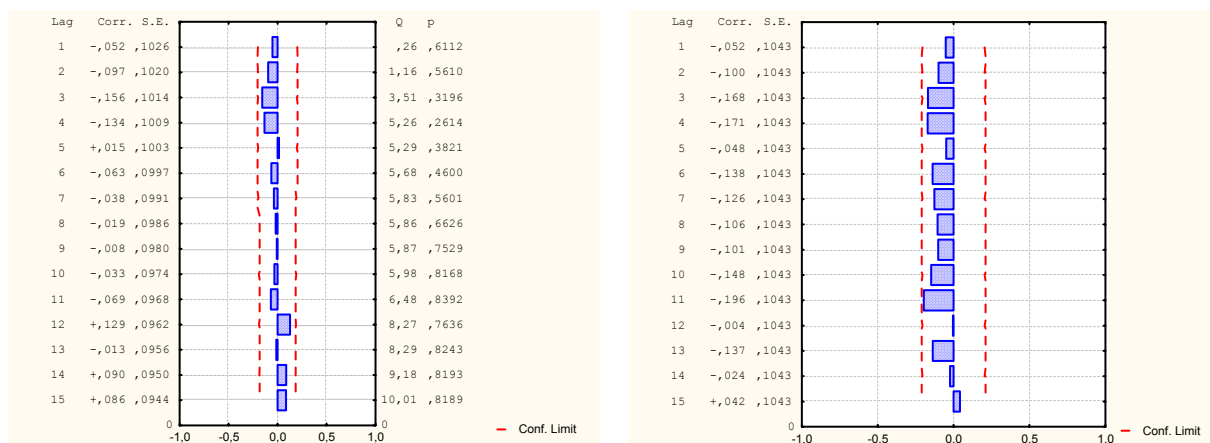 Lag Corr. S.E. Q p
1 -,052 ,1026 ,26 ,6112
2 -,097 ,1020 1,16 ,5610
3 -,156 ,1014 3,51 ,3196
4 -,134 ,1009 5,26 ,2614
5 +,015 ,1003 5,29 ,3821
6 -,063 ,0997 5,68 ,4600
7 -,038 ,0991 5,83 ,5601
8 -,019 ,0986 5,86 ,6626
9 -,008 ,0980 5,87 ,7529
10 -,033 ,0974 5,98 ,8168
11 -,069 ,0968 6,48 ,8392
12 +,129 ,0962 8,27 ,7636
13 -,013 ,0956 8,29 ,8243
14 +,090 ,0950 9,18 ,8193
15 +,086 ,0944 10,01 ,8189
0 0
-1,0 -0,5 0,0 0,5 1,0
Conf. Limit
Lag Corr. S.E.
1 -,052 ,1043
2 -,100 ,1043
3 -,168 ,1043
4 -,171 ,1043
5 -,048 ,1043
6 -,138 ,1043
7 -,126 ,1043
8 -,106 ,1043
9 -,101 ,1043
10 -,148 ,1043
11 -,196 ,1043
12 -,004 ,1043
13 -,137 ,1043
14 -,024 ,1043
15 +,042 ,1043
0
-1.0 -0.5 0.0 0.5 1.0
Conf. Limit